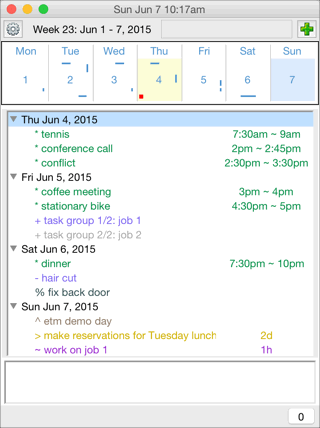 Sun Jun 7 10:17am
Week 23: Jun 1 - 7, 2015
Mon Tue Wed Thu Fri Sat Sun
1 2 3 4 5 6 7
Thu Jun 4, 2015
* tennis 7:30am ~ 9am
* conference call 2pm ~ 2:45pm
* conflict 2:30pm ~ 3:30pm
Fri Jun 5, 2015
* coffee meeting 3pm ~ 4pm
* stationary bike 4:30pm ~ 5pm
+ task group 1/2: job 1
+ task group 2/2: job 2
Sat Jun 6, 2015
* dinner 7:30pm ~ 10pm
- hair cut
% fix back door
Sun Jun 7, 2015
^ etm demo day
> make reservations for Tuesday lunch 2d
~ work on job 1 1h
0